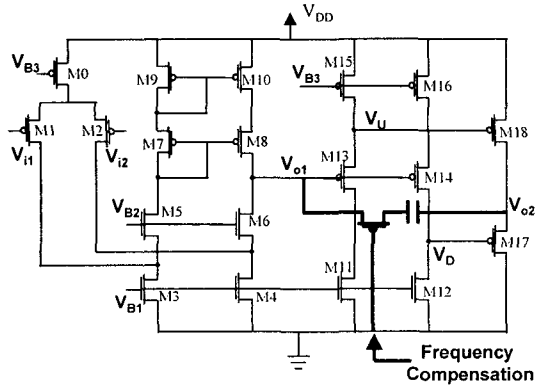 V_DD
V_B3
M0
M9
M10
M15
V_B3
M16
M1
M2
V_i1
V_i2
M7
M8
V_U
M18
M13
V_o1
M14
V_B2
M5
M6
V_o2
V_D
M17
M11
V_B1
M3
M4
M12
Frequency
Compensation